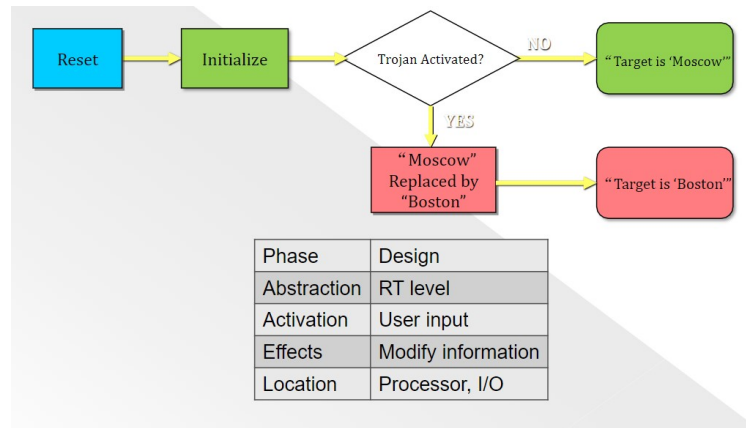 Reset
Initialize
Trojan Activated?
NO
“Target is ‘Moscow’”
YES
“Moscow”
Replaced by
“Boston”
“Target is ‘Boston’”
Phase Design
Abstraction RT level
Activation User input
Effects Modify information
Location Processor, I/O